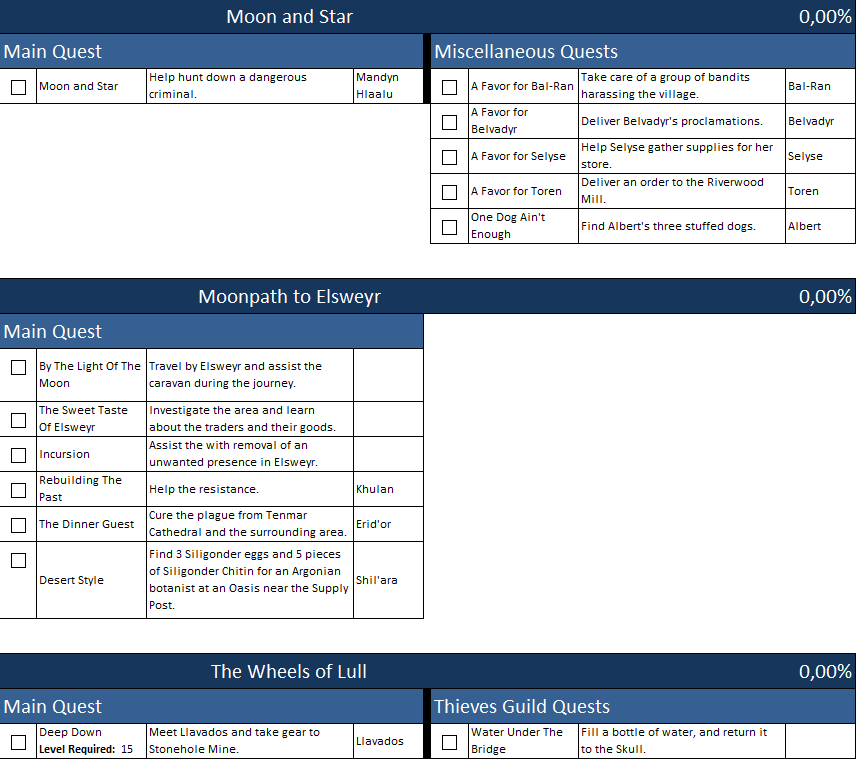 Moon and Star 0,00%
Main Quest
Moon and Star
Help hunt down a dangerous
criminal.
Mandyn
Hlaalu
Miscellaneous Quests
A Favor for Bal-Ran
Take care of a group of bandits
harassing the village.
Bal-Ran
A Favor for
Belvadyr
Deliver Belvadyr's proclamations.
Belvadyr
A Favor for Selyse
Help Selyse gather supplies for her
store.
Selyse
A Favor for Toren
Deliver an order to the Riverwood
Mill.
Toren
One Dog Ain't
Enough
Find Albert's three stuffed dogs.
Albert
Moonpath to Elsweyr 0,00%
Main Quest
By The Light Of The
Moon
Travel by Elsweyr and assist the
caravan during the journey.
The Sweet Taste
Of Elsweyr
Investigate the area and learn
about the traders and their goods.
Incursion
Assist the with removal of an
unwanted presence in Elsweyr.
Rebuilding The
Past
Help the resistance.
Khulan
The Dinner Guest
Cure the plague from Tenmar
Cathedral and the surrounding area.
Erid'or
Desert Style
Find 3 Siligonder eggs and 5 pieces
of Siligonder Chitin for an Argonian
botanist at an Oasis near the Supply
Post.
Shil'ara
The Wheels of Lull 0,00%
Main Quest
Deep Down
Level Required: 15
Meet Llavados and take gear to
Stonehole Mine.
Llavados
Thieves Guild Quests
Water Under The
Bridge
Fill a bottle of water, and return it
to the Skull.